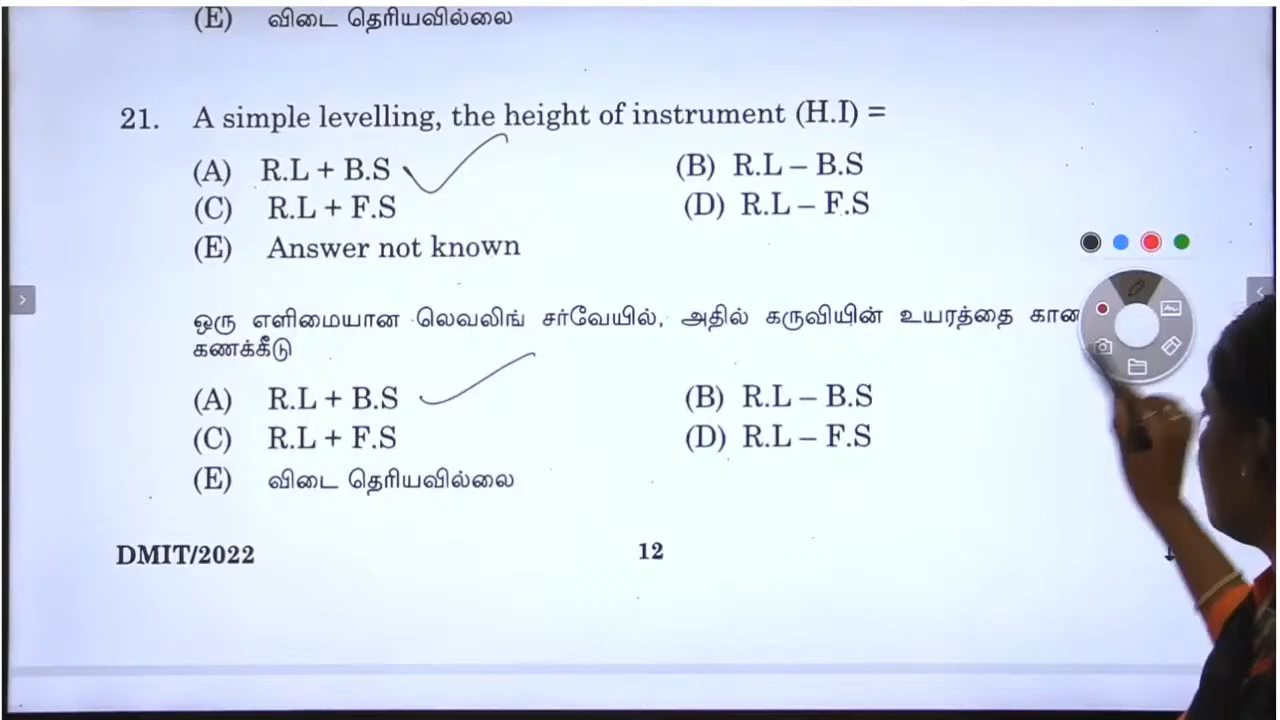 (E) விடை தெரியவில்லை
21. A simple levelling, the height of instrument (H.I) =
(A) R.L + B.S (B) R.L – B.S
(C) R.L + F.S (D) R.L – F.S
(E) Answer not known
ஒரு எளிமையான லெவலிங் சர்வேயில், அதில் கருவியின் உயரத்தை
கணக்கீடு
(A) R.L + B.S (B) R.L – B.S
(C) R.L + F.S (D) R.L – F.S
(E) விடை தெரியவில்லை
DMIT/2022 12